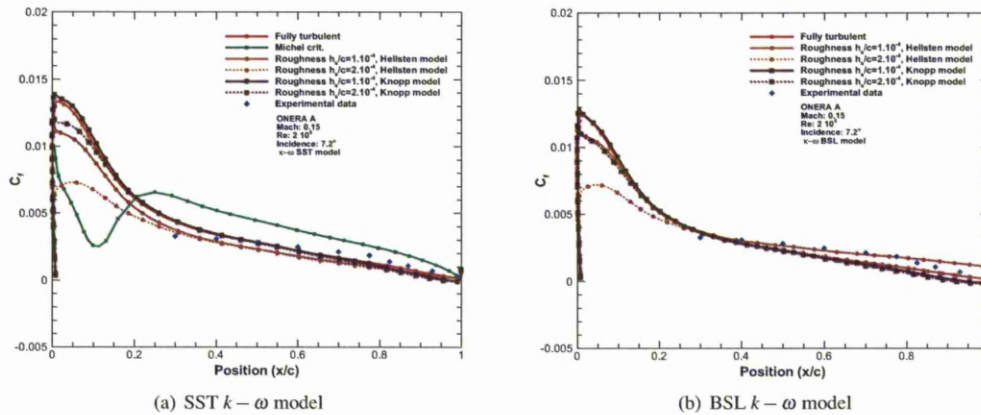 0.02
0.015
0.01
0.005
0
-0.005
Cf
0 0.2 0.4 0.6 0.8 1
Position (x/c)
Fully turbulent
Michel crit.
Roughness hs/c=1.10-4, Hellsten model
Roughness hs/c=2.10-4, Hellsten model
Roughness hs/c=1.10-4, Knopp model
Roughness hs/c=2.10-4, Knopp model
Experimental data
ONERA A
Mach: 0.15
Incidence: 7.2°
κ-ω SST model
(a) SST k − ω model
0.02
0.015
0.01
0.005
0
-0.005
Cf
0 0.2 0.4 0.6 0.8
Position (x/c)
Fully turbulent
Roughness hs/c=1.10-4, Hellsten model
Roughness hs/c=2.10-4, Hellsten model
Roughness hs/c=1.10-4, Knopp model
Roughness hs/c=2.10-4, Knopp model
Experimental data
ONERA A
Mach: 0.15
Incidence: 7.2°
κ-ω BSL model
(b) BSL k − ω model